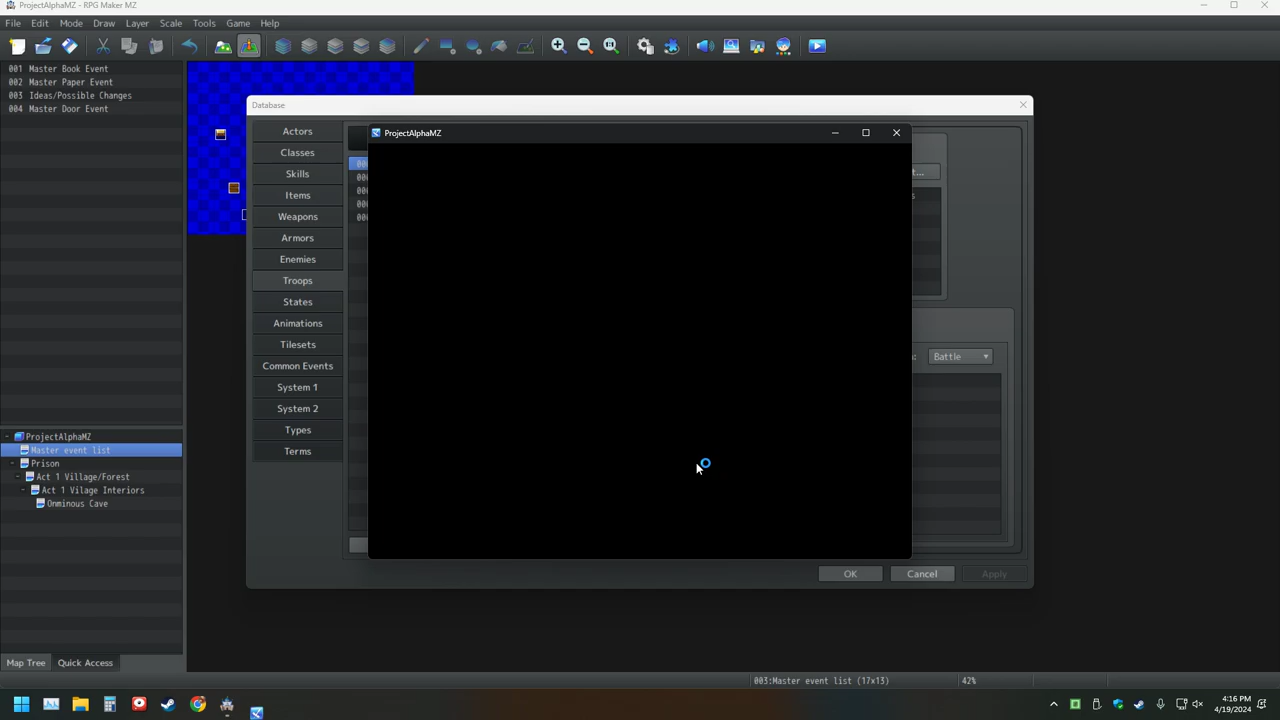 ProjectAlphaMZ - RPG Maker MZ
File Edit Mode Draw Layer Scale Tools Game Help
001 Master Book Event
002 Master Paper Event
003 Ideas/Possible Changes
004 Master Door Event
Database
Actors
Classes
Skills
Items
Weapons
Armors
Enemies
Troops
States
Animations
Tilesets
Common Events
System 1
System 2
Types
Terms
ProjectAlphaMZ
Battle
OK Cancel Apply
ProjectAlphaMZ
Master event list
Prison
Act 1 Village/Forest
Act 1 Vilage Interiors
Onminous Cave
Map Tree Quick Access
003:Master event list (17x13) 42%
4:16 PM
4/19/2024